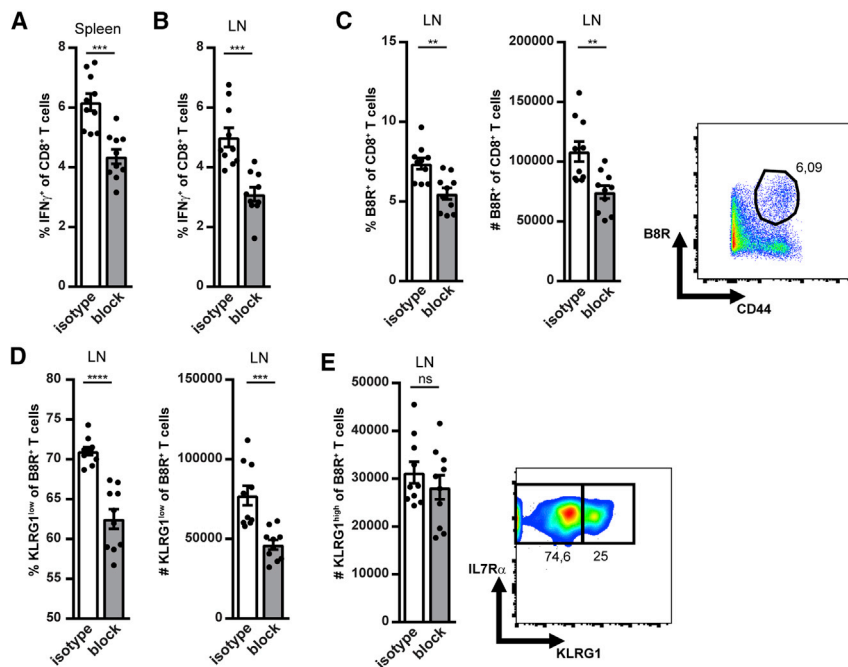 A
Spleen
***
% IFNγ⁺ of CD8⁺ T cells
8
6
4
2
0
isotype
block
B
LN
***
% IFNγ⁺ of CD8⁺ T cells
8
6
4
2
0
isotype
block
C
LN
**
% B8R⁺ of CD8⁺ T cells
15
10
5
0
isotype
block
LN
**
# B8R⁺ of CD8⁺ T cells
200000
150000
100000
50000
0
isotype
block
6,09
B8R
CD44
D
LN
****
% KLRG1ˡᵒʷ of B8R⁺ T cells
80
75
70
65
60
55
50
isotype
block
LN
***
# KLRG1ˡᵒʷ of B8R⁺ T cells
100000
50000
0
isotype
block
E
LN
ns
# KLRG1ʰⁱᵍʰ of B8R⁺ T cells
50000
40000
30000
20000
10000
0
isotype
block
74,6
25
IL7Rα
KLRG1